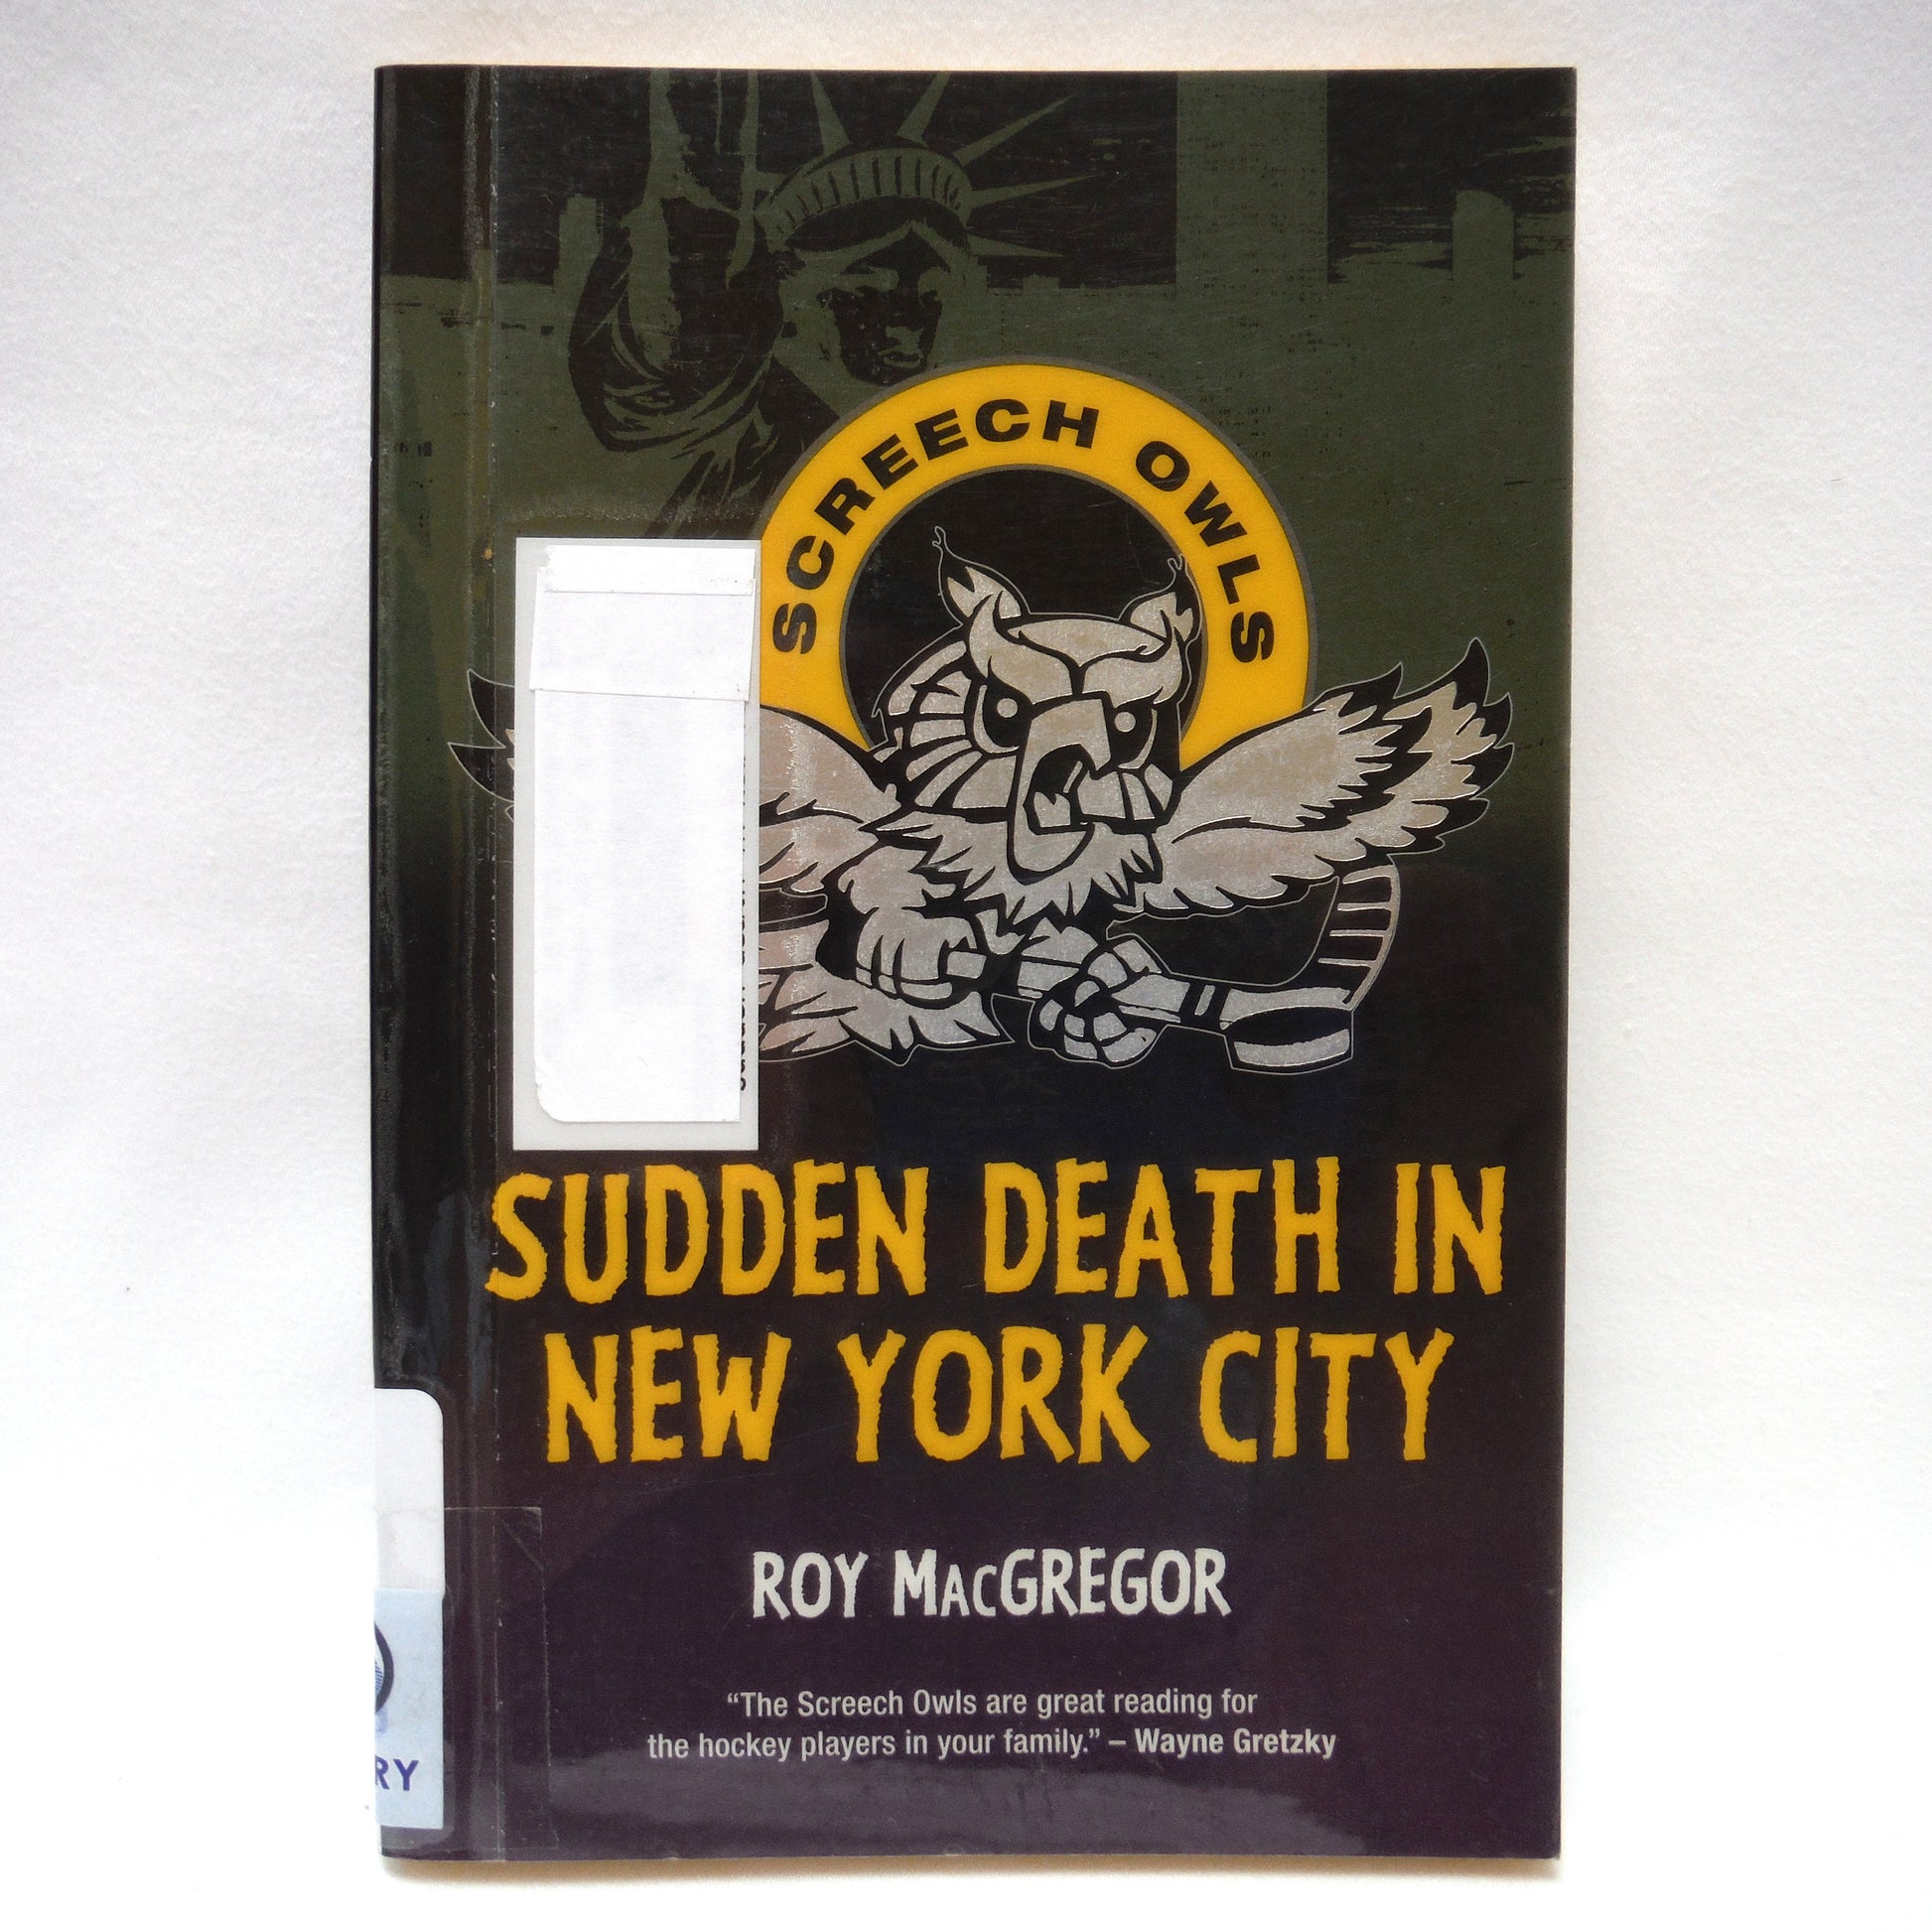 SCREECH OWLS
SUDDEN DEATH IN
NEW YORK CITY
ROY MACGREGOR
“The Screech Owls are great reading for
the hockey players in your family.” – Wayne Gretzky
RY